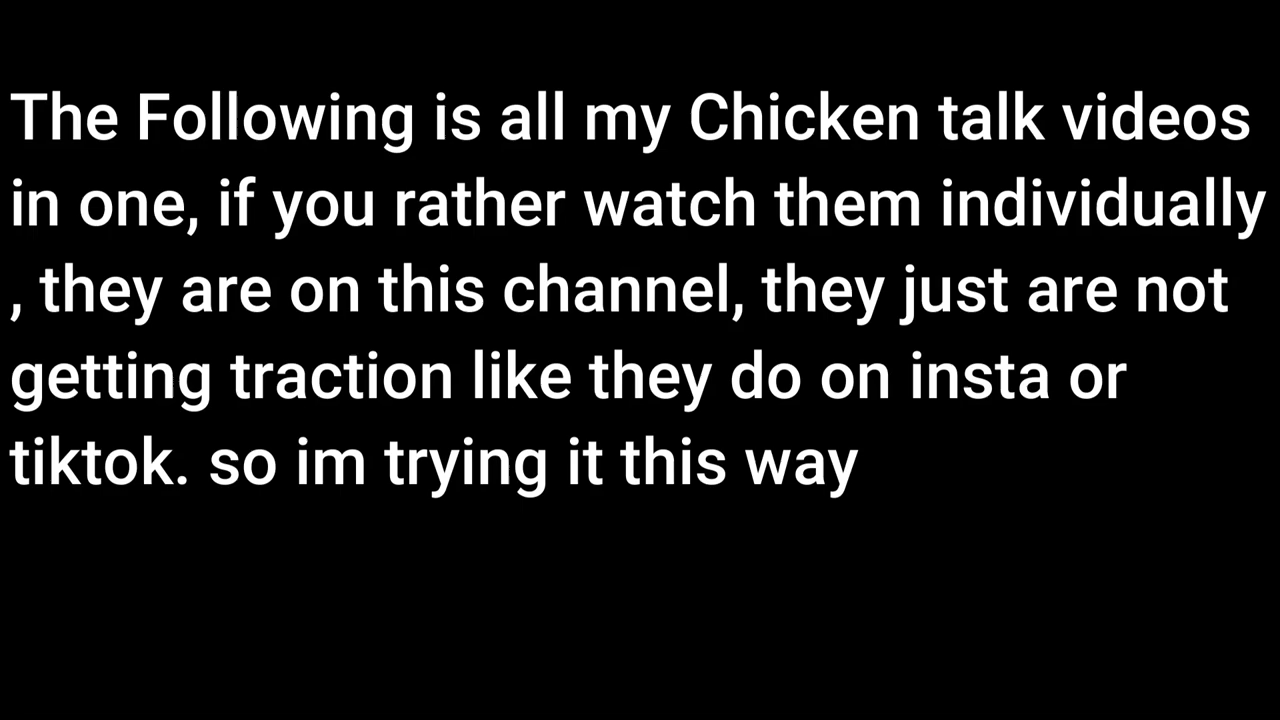 The Following is all my Chicken talk videos
in one, if you rather watch them individually
, they are on this channel, they just are not
getting traction like they do on insta or
tiktok. so im trying it this way